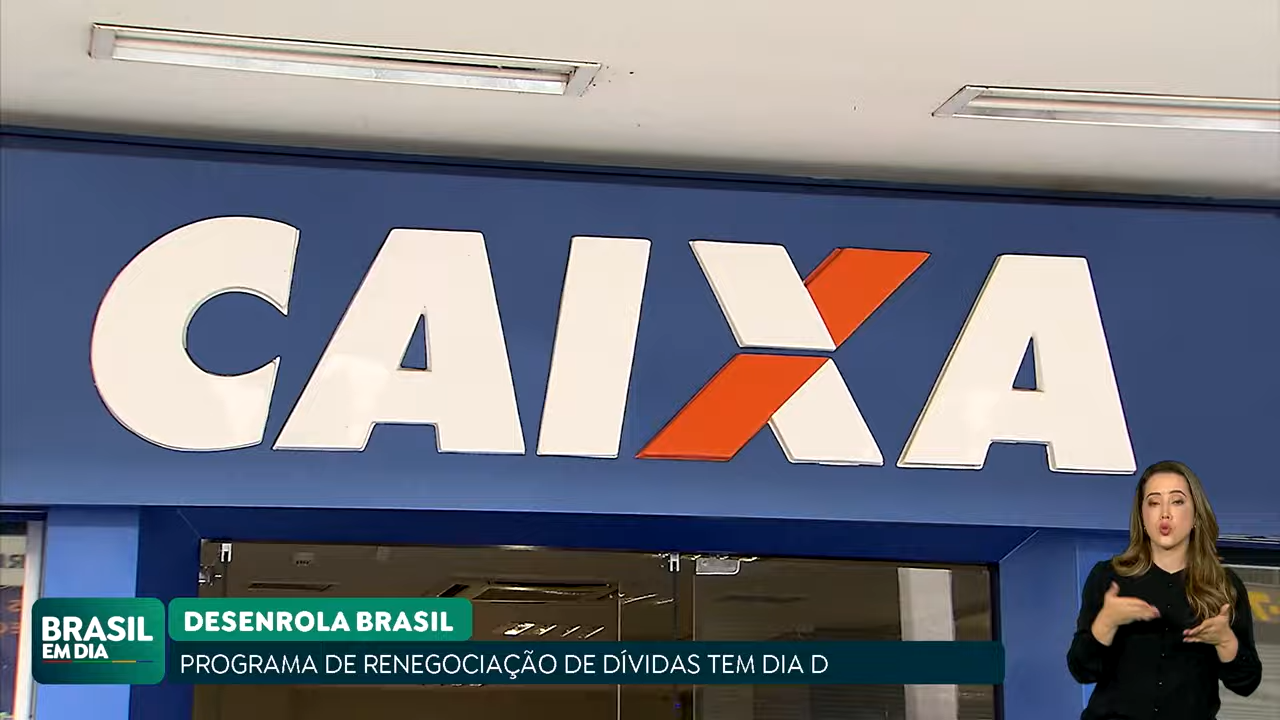 CAIXA
BRASIL
EM DIA
DESENROLA BRASIL
PROGRAMA DE RENEGOCIAÇÃO DE DÍVIDAS TEM DIA D